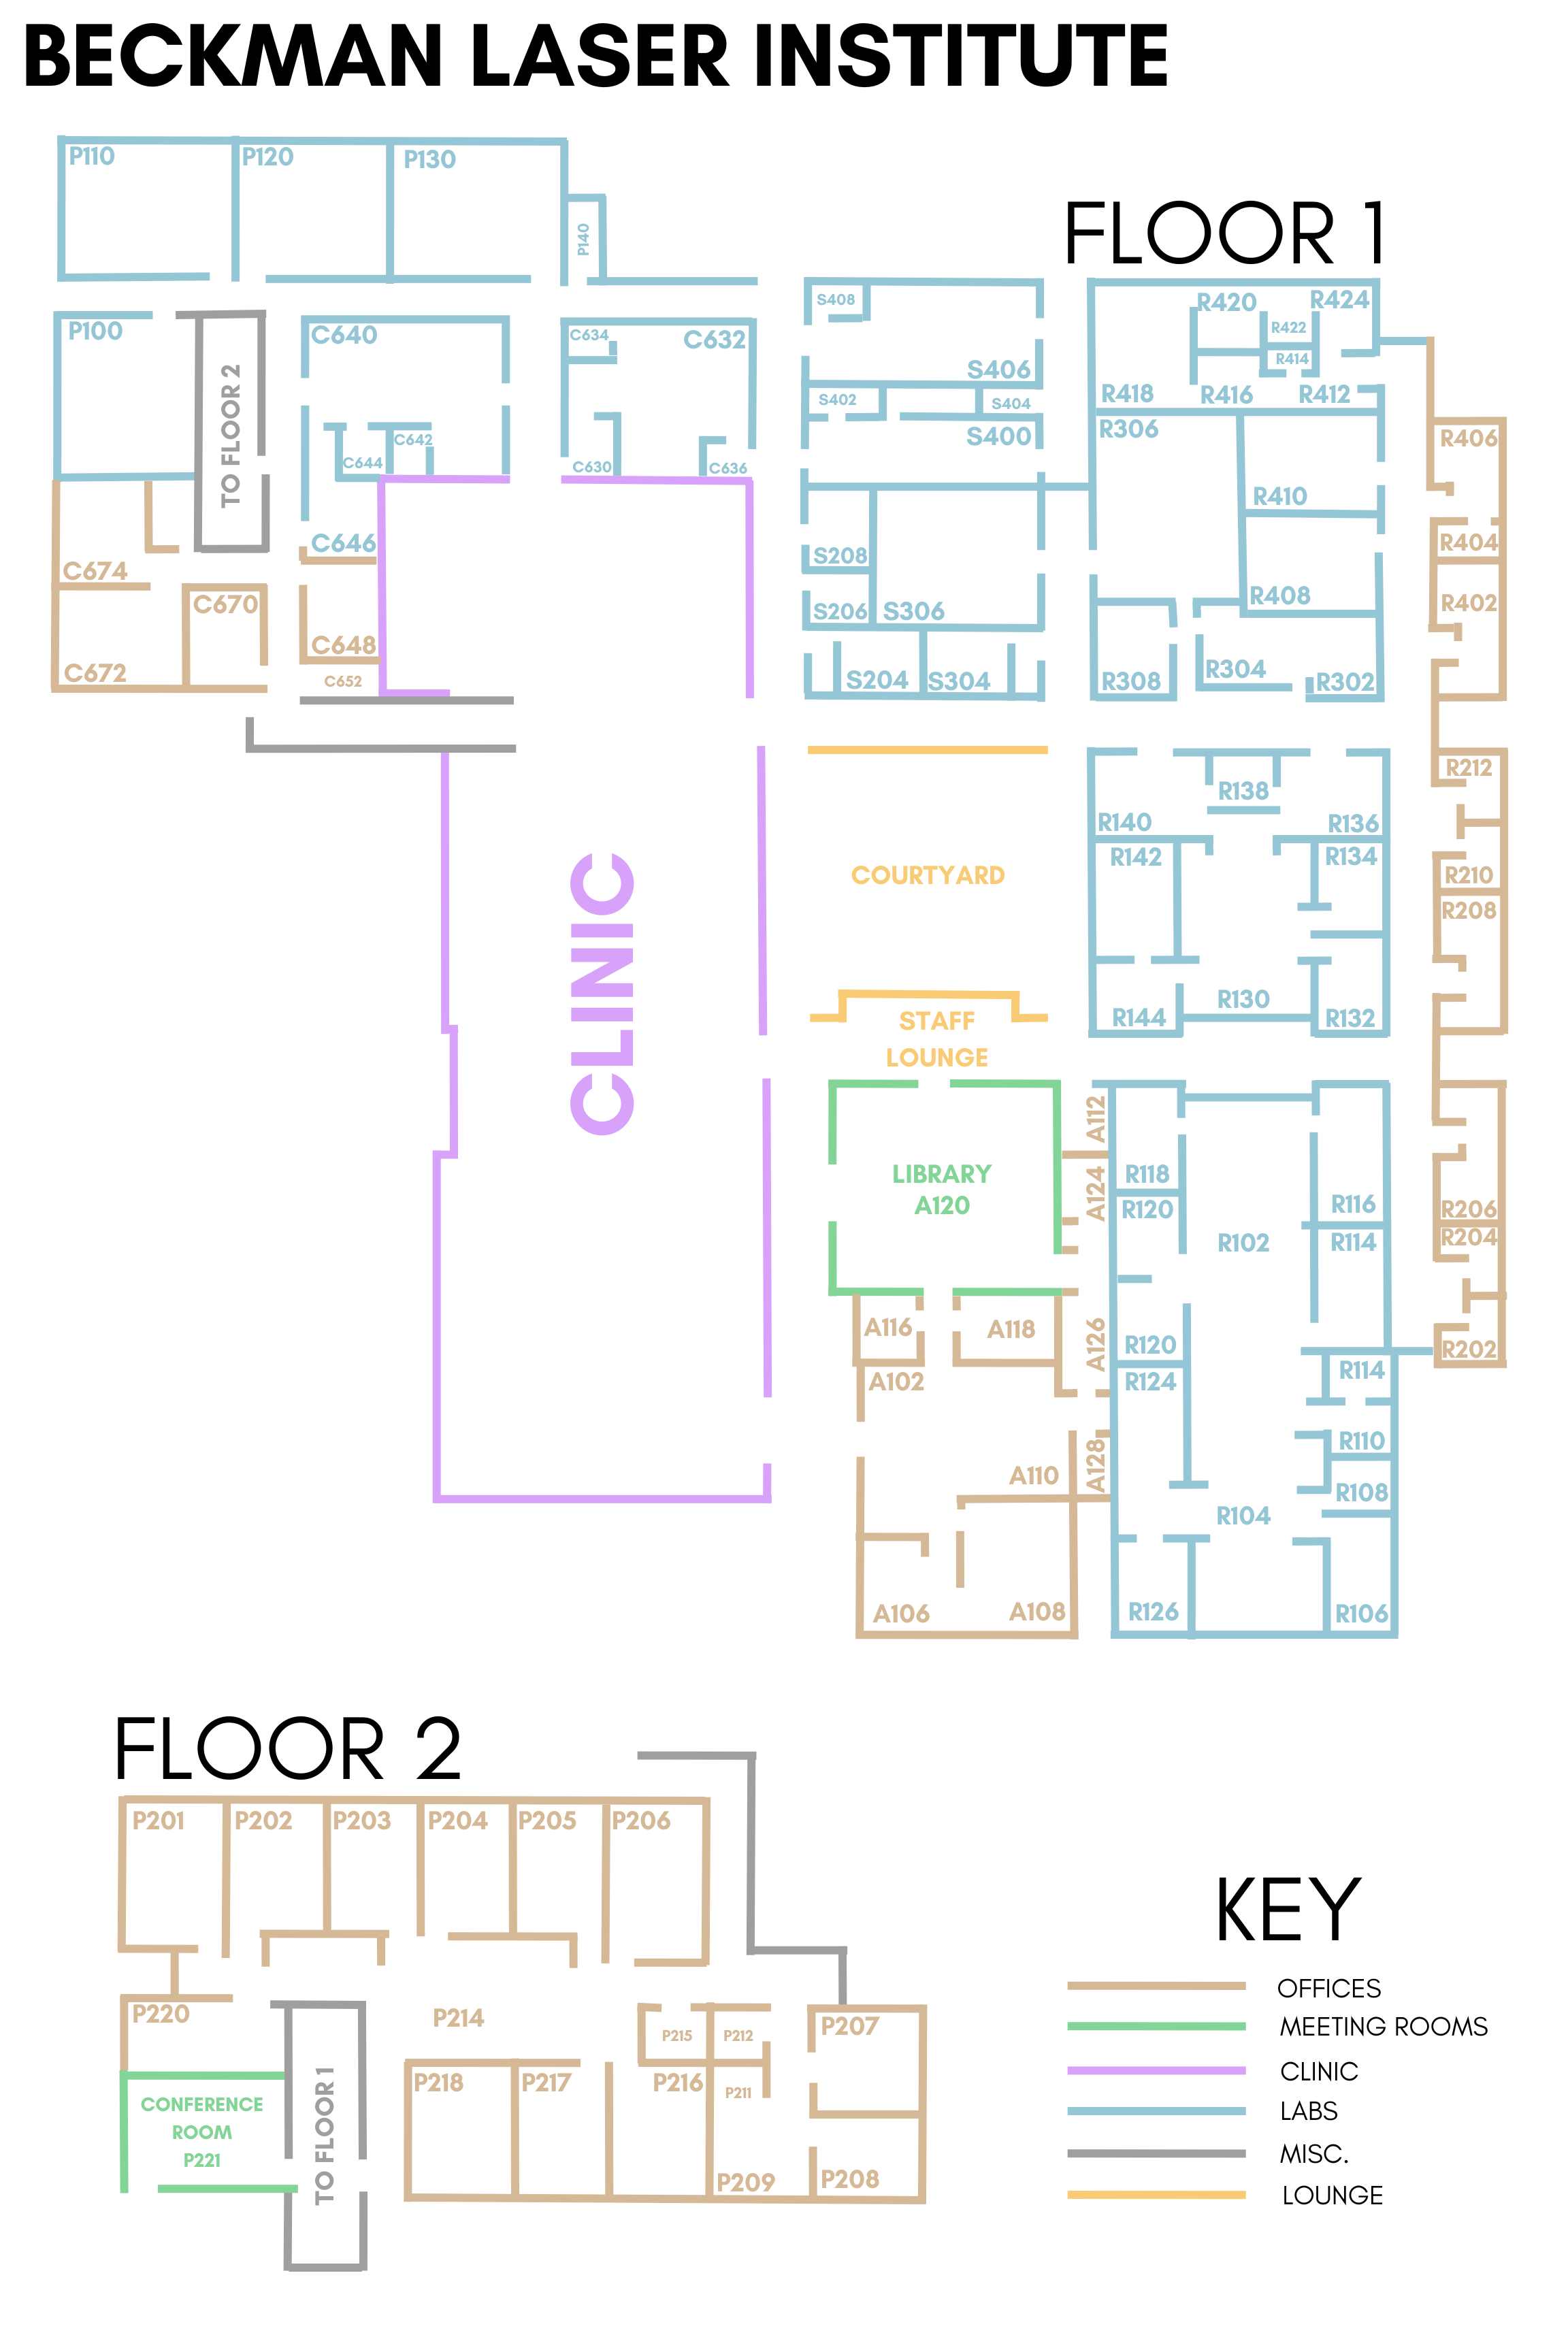 BECKMAN LASER INSTITUTE
FLOOR 1
P110
P120
P130
P140
P100
TO FLOOR 2
C640
C634
C632
C644
C642
C630
C636
C646
C674
C670
C648
C672
C652
S408
S406
S402
S404
S400
S208
S206
S306
S204
S304
R420
R424
R422
R414
R418
R416
R412
R306
R410
R408
R308
R304
R302
R406
R404
R402
CLINIC
COURTYARD
STAFF
LOUNGE
R138
R140
R136
R142
R134
R144
R130
R132
R212
R210
R208
LIBRARY
A120
A112
A124
A116
A118
A126
A102
A110
A128
A106
A108
R118
R120
R102
R116
R114
R120
R124
R114
R110
R108
R104
R126
R106
R206
R204
R202
FLOOR 2
P201
P202
P203
P204
P205
P206
P220
P214
P215
P212
P207
CONFERENCE
ROOM
P221
TO FLOOR 1
P218
P217
P216
P211
P209
P208
KEY
OFFICES
MEETING ROOMS
CLINIC
LABS
MISC.
LOUNGE